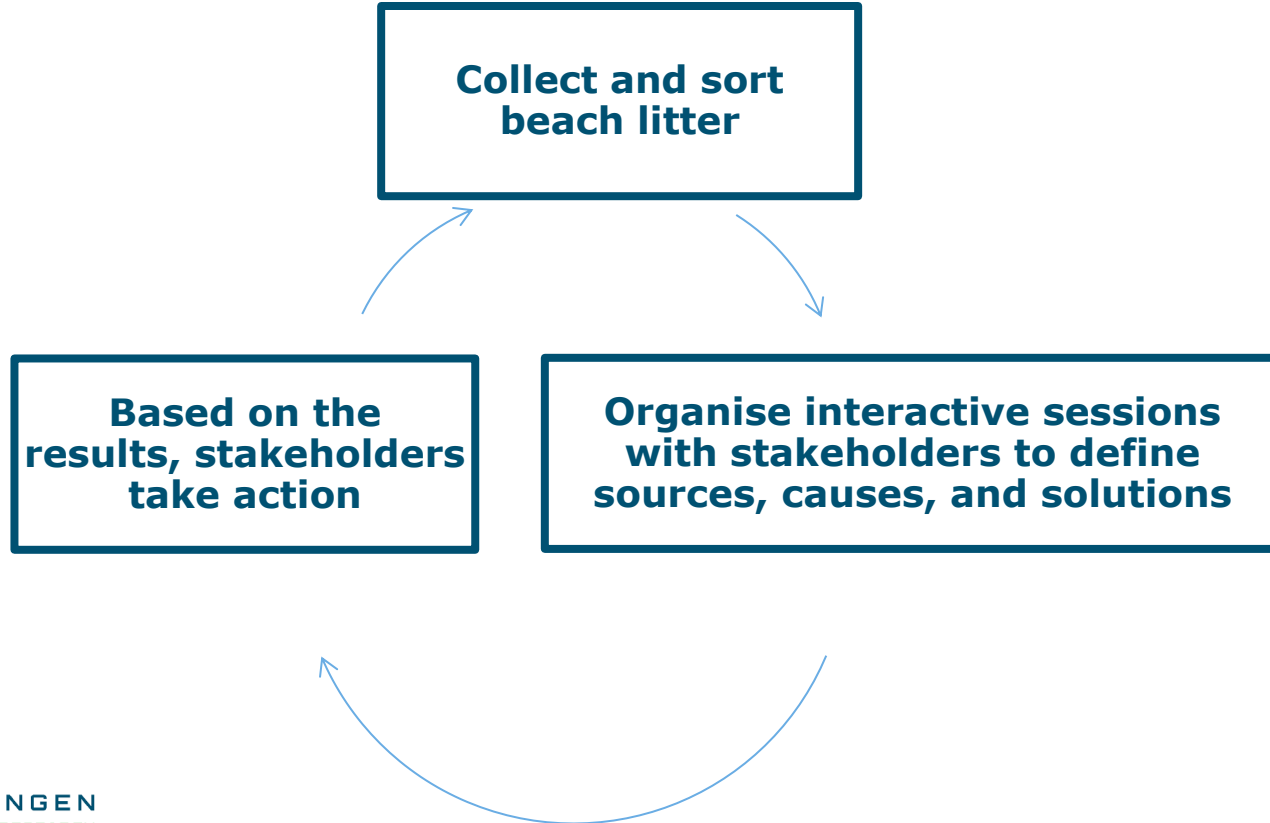 Collect and sort
beach litter
Based on the
results, stakeholders
take action
Organise interactive sessions
with stakeholders to define
sources, causes, and solutions
NGEN